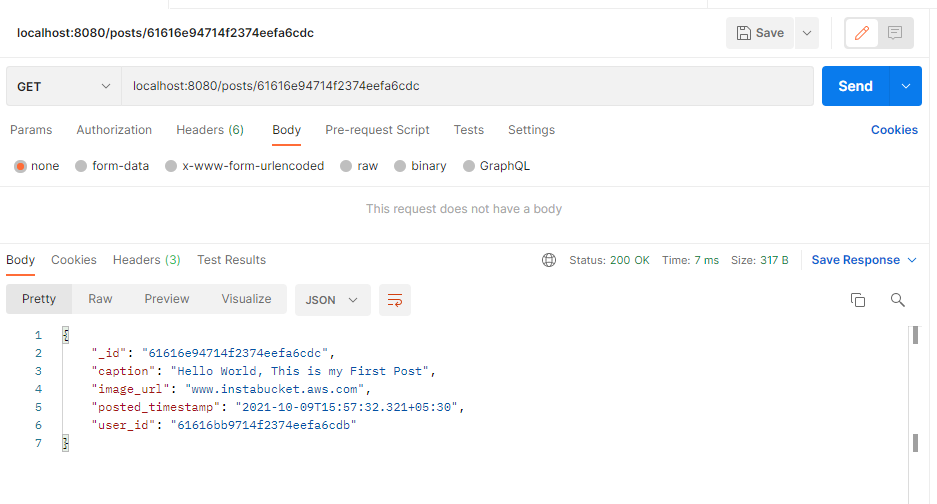 localhost:8080/posts/61616e94714f2374eefa6cdc Save
GET localhost:8080/posts/61616e94714f2374eefa6cdc Send
Params Authorization Headers (6) Body Pre-request Script Tests Settings Cookies
none form-data x-www-form-urlencoded raw binary GraphQL
This request does not have a body
Body Cookies Headers (3) Test Results Status: 200 OK Time: 7 ms Size: 317 B Save Response
Pretty Raw Preview Visualize JSON
1 {
2 "_id": "61616e94714f2374eefa6cdc",
3 "caption": "Hello World, This is my First Post",
4 "image_url": "www.instabucket.aws.com",
5 "posted_timestamp": "2021-10-09T15:57:32.321+05:30",
6 "user_id": "61616bb9714f2374eefa6cdb"
7 }